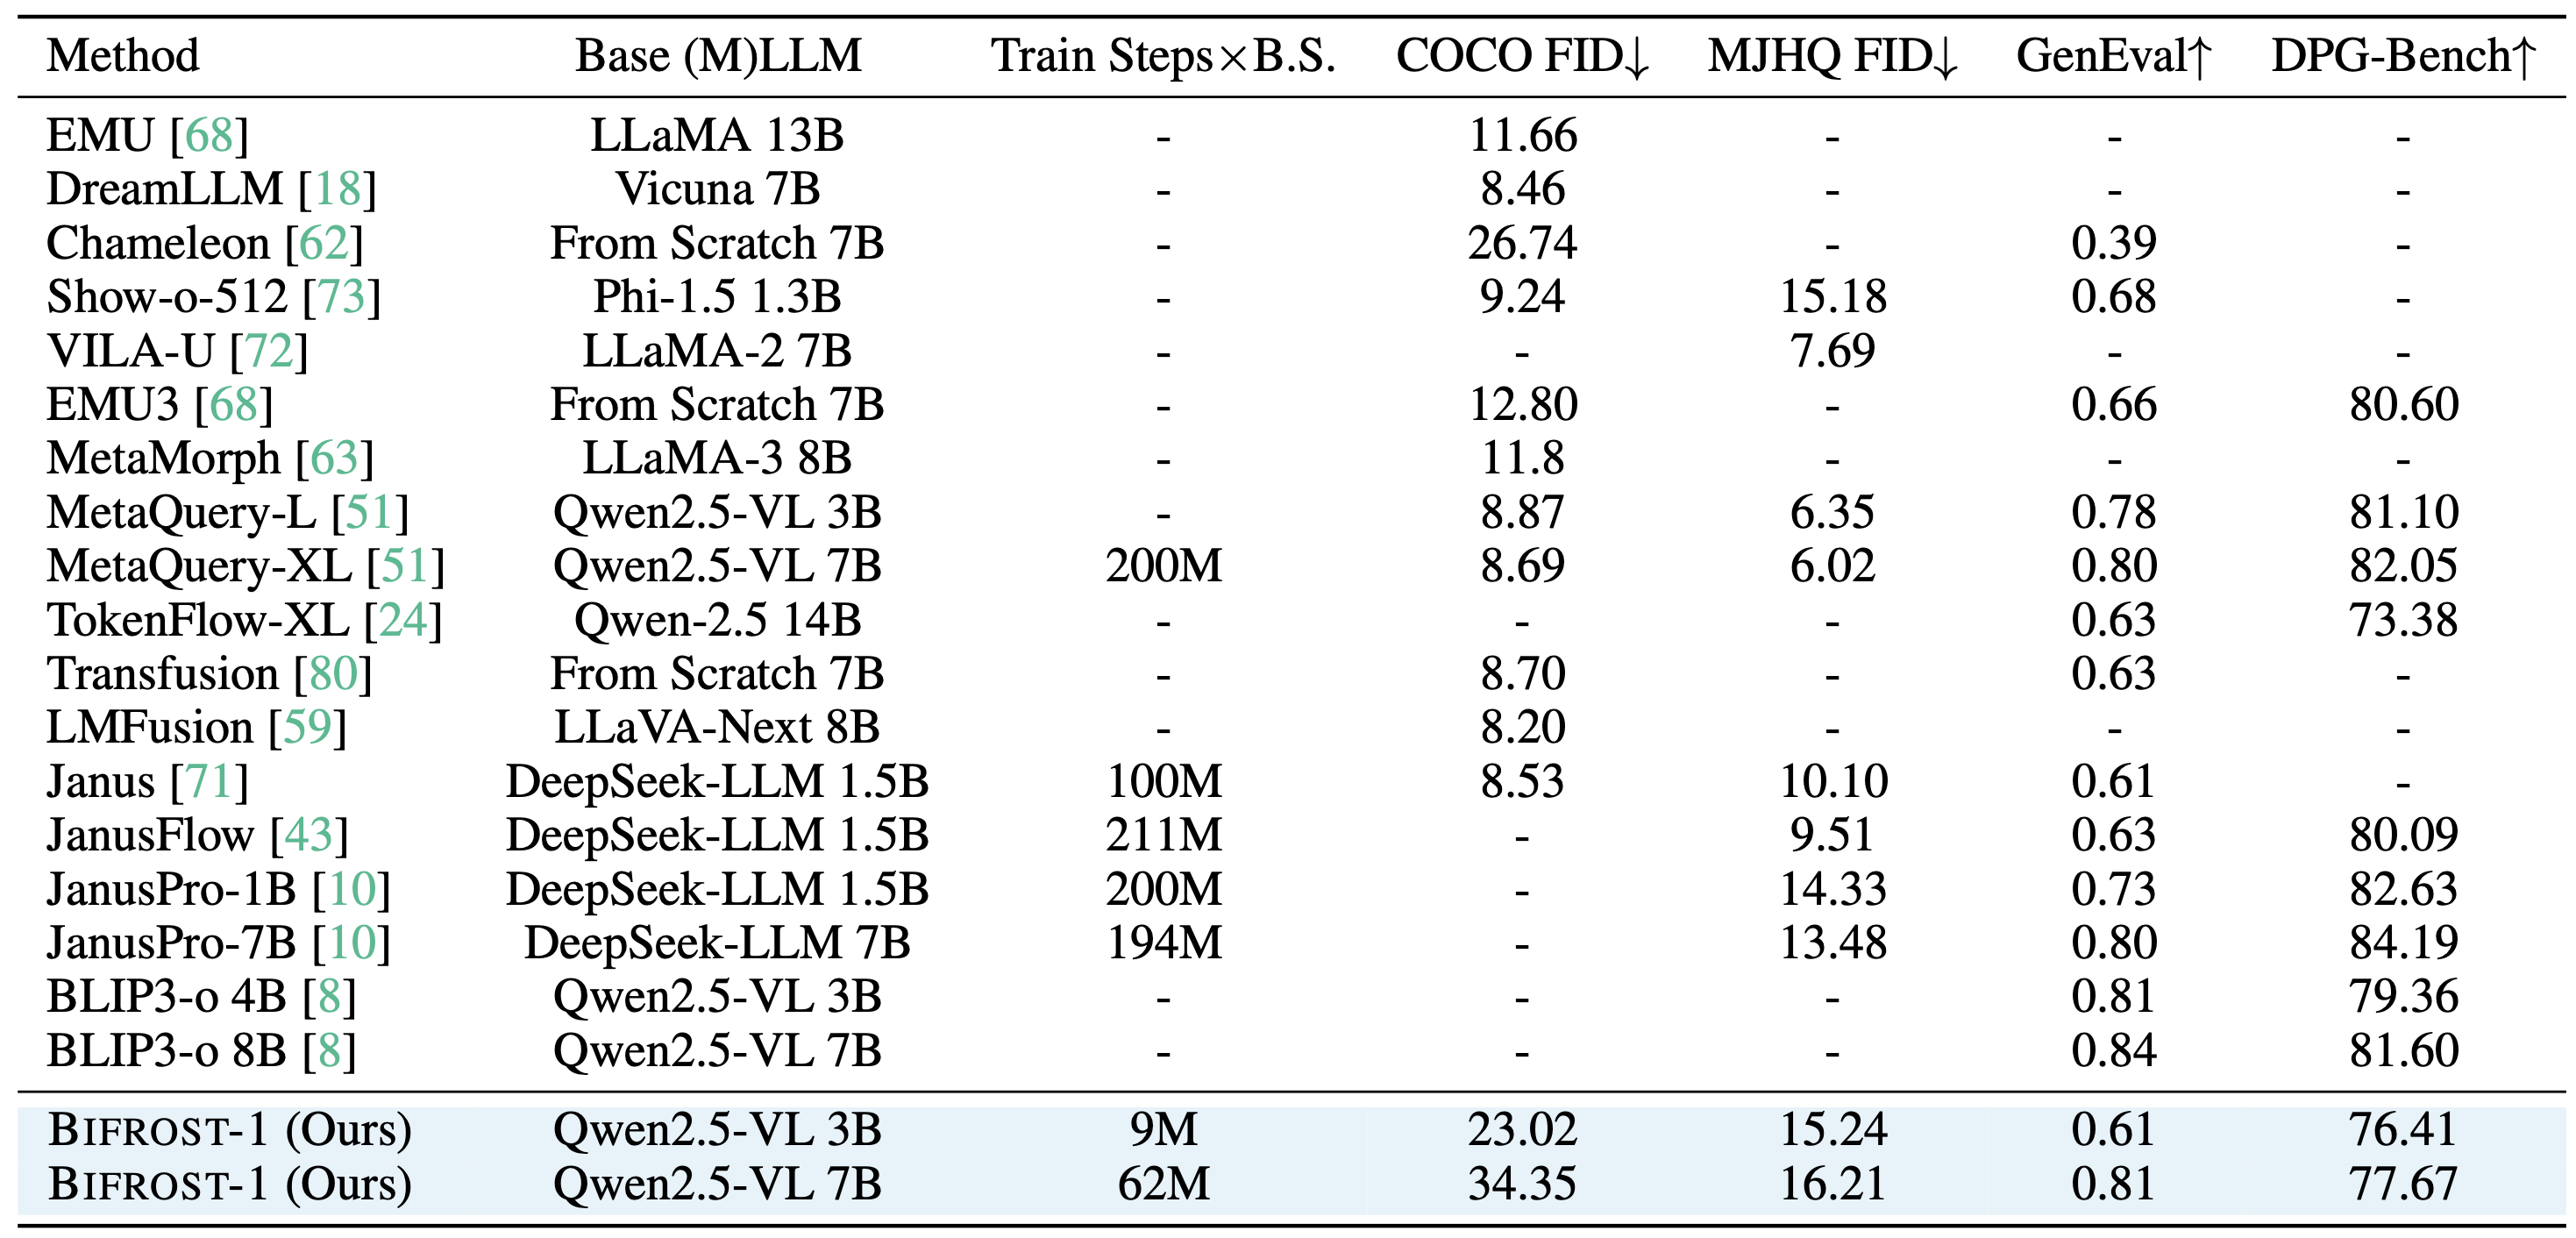 Method Base (M)LLM Train Steps×B.S. COCO FID↓ MJHQ FID↓ GenEval↑ DPG-Bench↑
EMU [68] LLaMA 13B - 11.66 - - -
DreamLLM [18] Vicuna 7B - 8.46 - - -
Chameleon [62] From Scratch 7B - 26.74 - 0.39 -
Show-o-512 [73] Phi-1.5 1.3B - 9.24 15.18 0.68 -
VILA-U [72] LLaMA-2 7B - - 7.69 - -
EMU3 [68] From Scratch 7B - 12.80 - 0.66 80.60
MetaMorph [63] LLaMA-3 8B - 11.8 - - -
MetaQuery-L [51] Qwen2.5-VL 3B - 8.87 6.35 0.78 81.10
MetaQuery-XL [51] Qwen2.5-VL 7B 200M 8.69 6.02 0.80 82.05
TokenFlow-XL [24] Qwen-2.5 14B - - - 0.63 73.38
Transfusion [80] From Scratch 7B - 8.70 - 0.63 -
LMFusion [59] LLaVA-Next 8B - 8.20 - - -
Janus [71] DeepSeek-LLM 1.5B 100M 8.53 10.10 0.61 -
JanusFlow [43] DeepSeek-LLM 1.5B 211M - 9.51 0.63 80.09
JanusPro-1B [10] DeepSeek-LLM 1.5B 200M - 14.33 0.73 82.63
JanusPro-7B [10] DeepSeek-LLM 7B 194M - 13.48 0.80 84.19
BLIP3-o 4B [8] Qwen2.5-VL 3B - - - 0.81 79.36
BLIP3-o 8B [8] Qwen2.5-VL 7B - - - 0.84 81.60
BIFROST-1 (Ours) Qwen2.5-VL 3B 9M 23.02 15.24 0.61 76.41
BIFROST-1 (Ours) Qwen2.5-VL 7B 62M 34.35 16.21 0.81 77.67